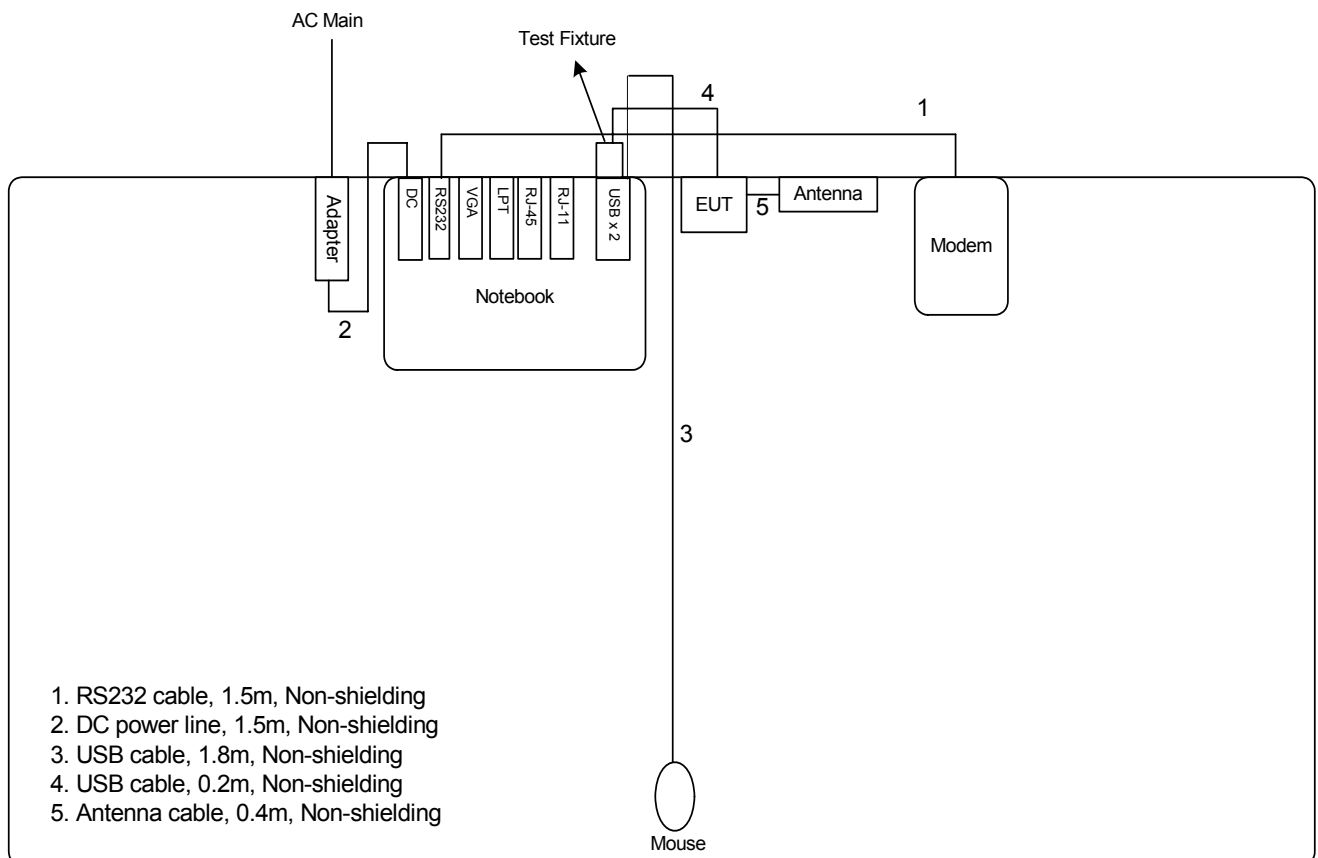 AC Main
Test Fixture
4
1
Adapter
DC
RS232
VGA
LPT
RJ-45
RJ-11
USB x 2
EUT
5
Antenna
Modem
Notebook
2
3
1. RS232 cable, 1.5m, Non-shielding
2. DC power line, 1.5m, Non-shielding
3. USB cable, 1.8m, Non-shielding
4. USB cable, 0.2m, Non-shielding
5. Antenna cable, 0.4m, Non-shielding
Mouse